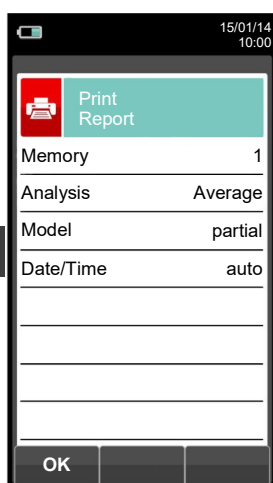 15/01/14
10:00
Print
Report
Memory 1
Analysis Average
Model partial
Date/Time auto
OK